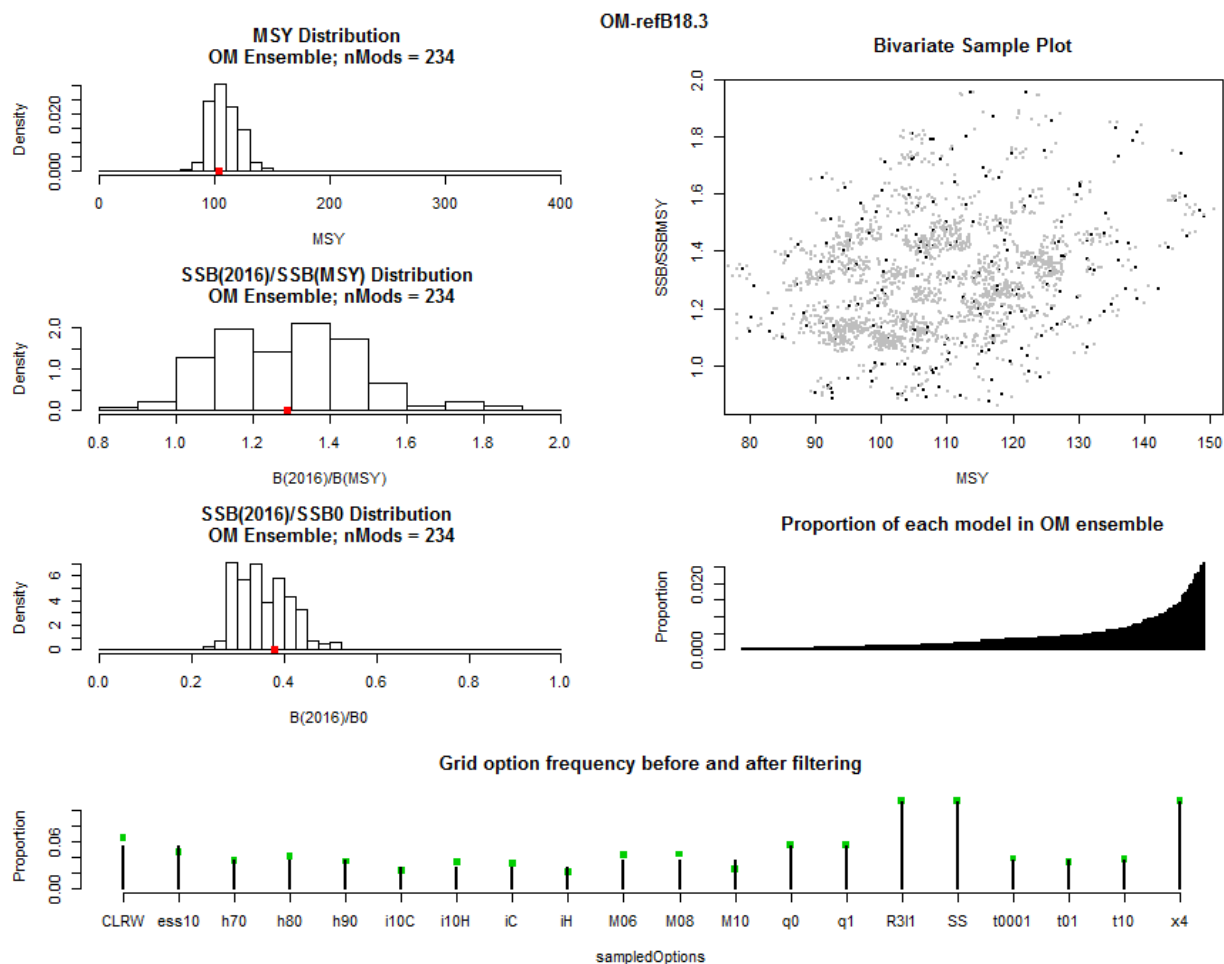 OM-refB18.3
MSY Distribution
OM Ensemble; nMods = 234
Density
0.000
0.020
0
100
200
300
400
MSY
SSB(2016)/SSB(MSY) Distribution
OM Ensemble; nMods = 234
Density
0.0
1.0
2.0
0.8
1.0
1.2
1.4
1.6
1.8
2.0
B(2016)/B(MSY)
SSB(2016)/SSB0 Distribution
OM Ensemble; nMods = 234
Density
0
2
4
6
0.0
0.2
0.4
0.6
0.8
1.0
B(2016)/B0
Bivariate Sample Plot
SSB/SSBMSY
1.0
1.2
1.4
1.6
1.8
2.0
80
90
100
110
120
130
140
150
MSY
Proportion of each model in OM ensemble
Proportion
0.000
0.020
Grid option frequency before and after filtering
Proportion
0.00
0.06
CLRW
ess10
h70
h80
h90
i10C
i10H
iC
iH
M06
M08
M10
q0
q1
R3I1
SS
t0001
t01
t10
x4
sampledOptions